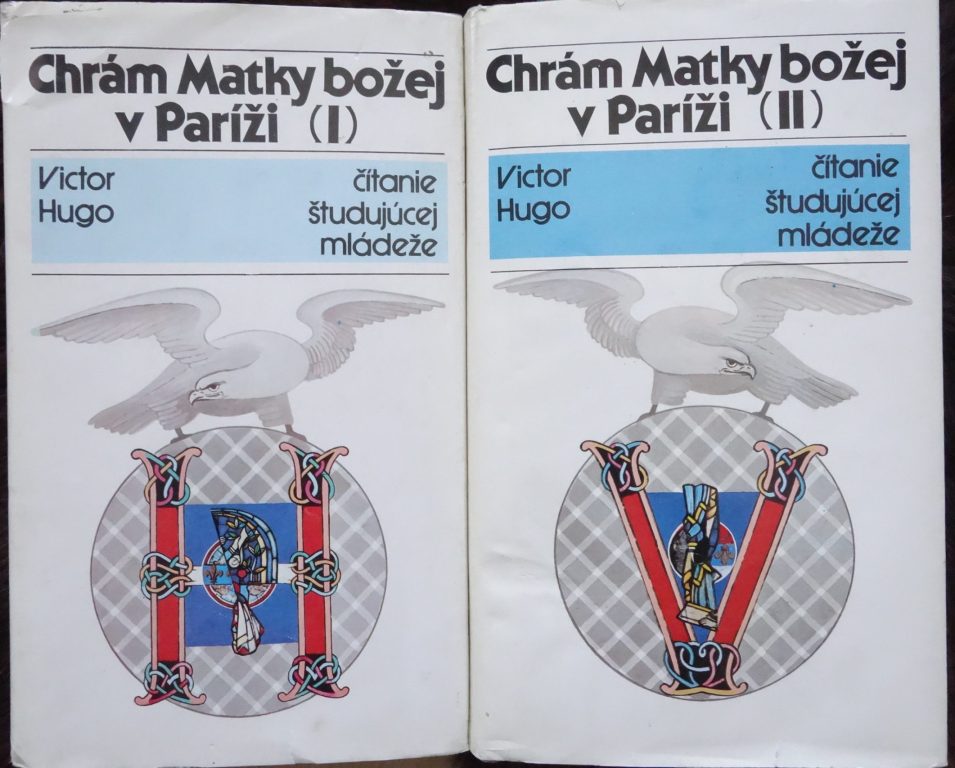 Chrám Matky božej
v Paríži (I)
Victor
Hugo
čítanie
študujúcej
mládeže
H
Chrám Matky božej
v Paríži (II)
Victor
Hugo
čítanie
študujúcej
mládeže
V